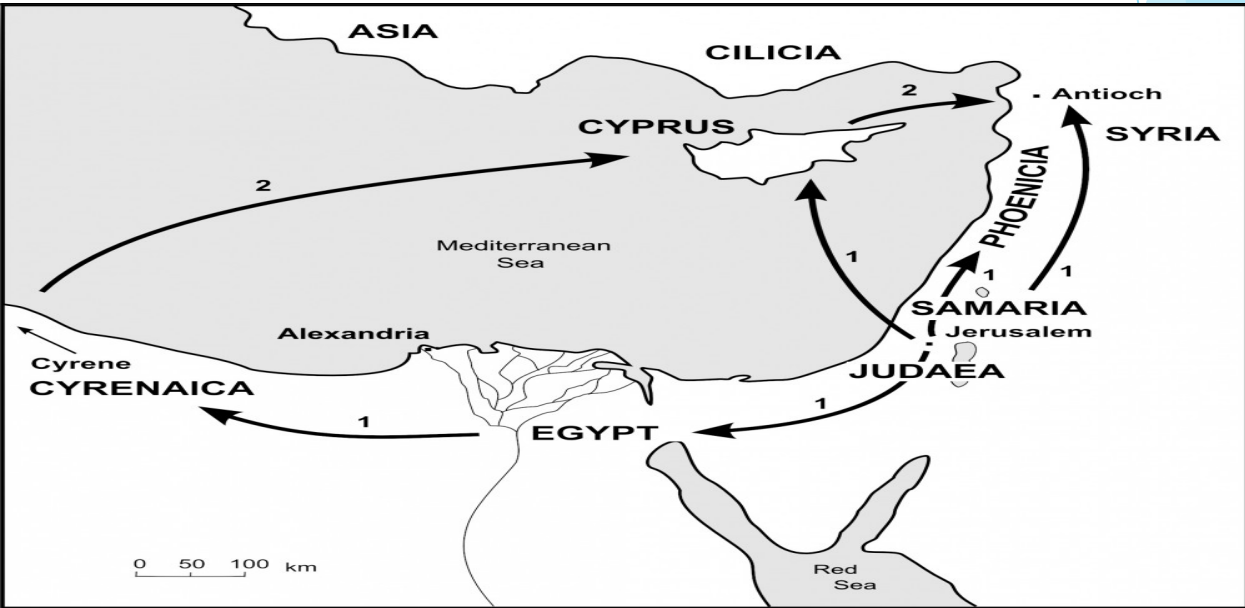 ASIA
CILICIA
2
Antioch
CYPRUS
SYRIA
2
PHOENICIA
Mediterranean
Sea
1
1
1
SAMARIA
Alexandria
Jerusalem
Cyrene
JUDAEA
CYRENAICA
1
1
EGYPT
0 50 100 km
Red
Sea